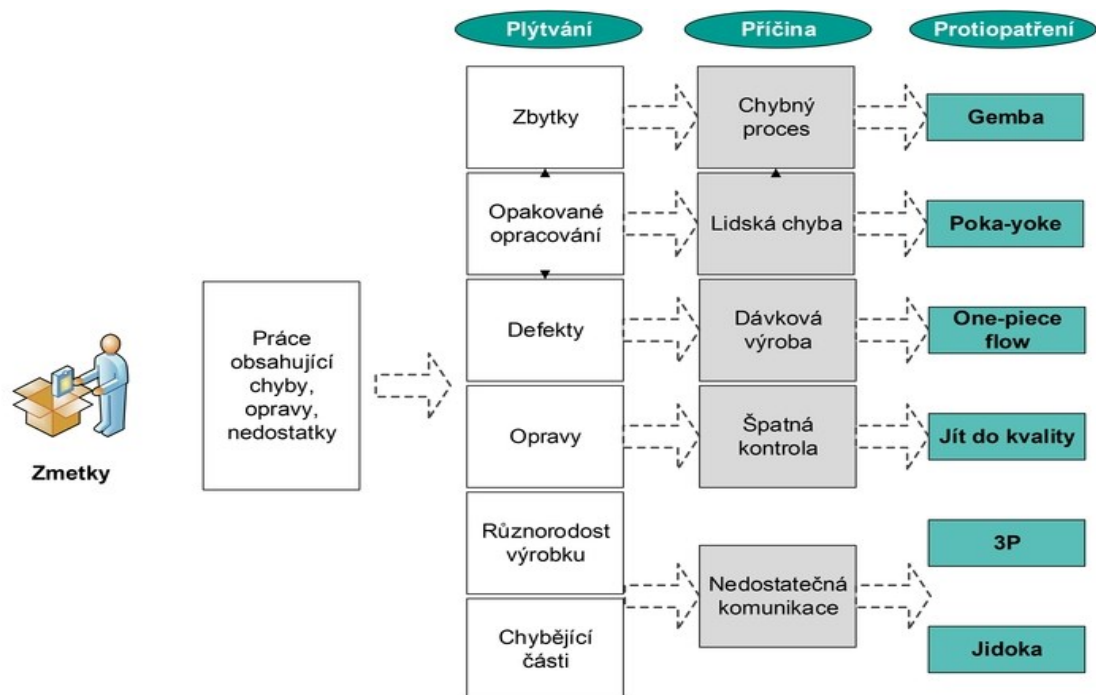 Plýtvání
Příčina
Protiopatření
Zbytky
Chybný
proces
Gemba
Opakované
opracování
Lidská chyba
Poka-yoke
Práce
obsahující
chyby,
opravy,
nedostatky
Zmetky
Defekty
Dávková
výroba
One-piece
flow
Opravy
Špatná
kontrola
Jít do kvality
Různorodost
výrobku
Chybějící
části
Nedostatečná
komunikace
3P
Jidoka